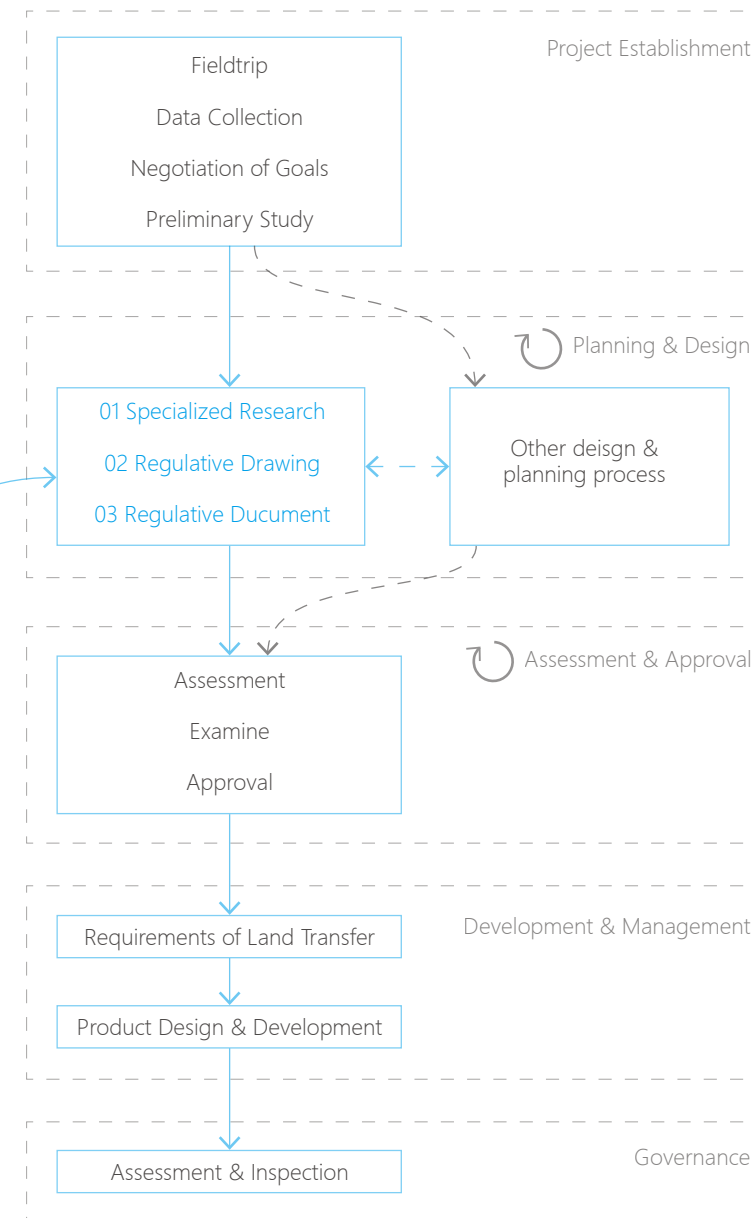 Project Establishment
Fieldtrip
Data Collection
Negotiation of Goals
Preliminary Study
Planning & Design
01 Specialized Research
02 Regulative Drawing
03 Regulative Ducument
Other deisgn &
planning process
Assessment & Approval
Assessment
Examine
Approval
Development & Management
Requirements of Land Transfer
Product Design & Development
Governance
Assessment & Inspection